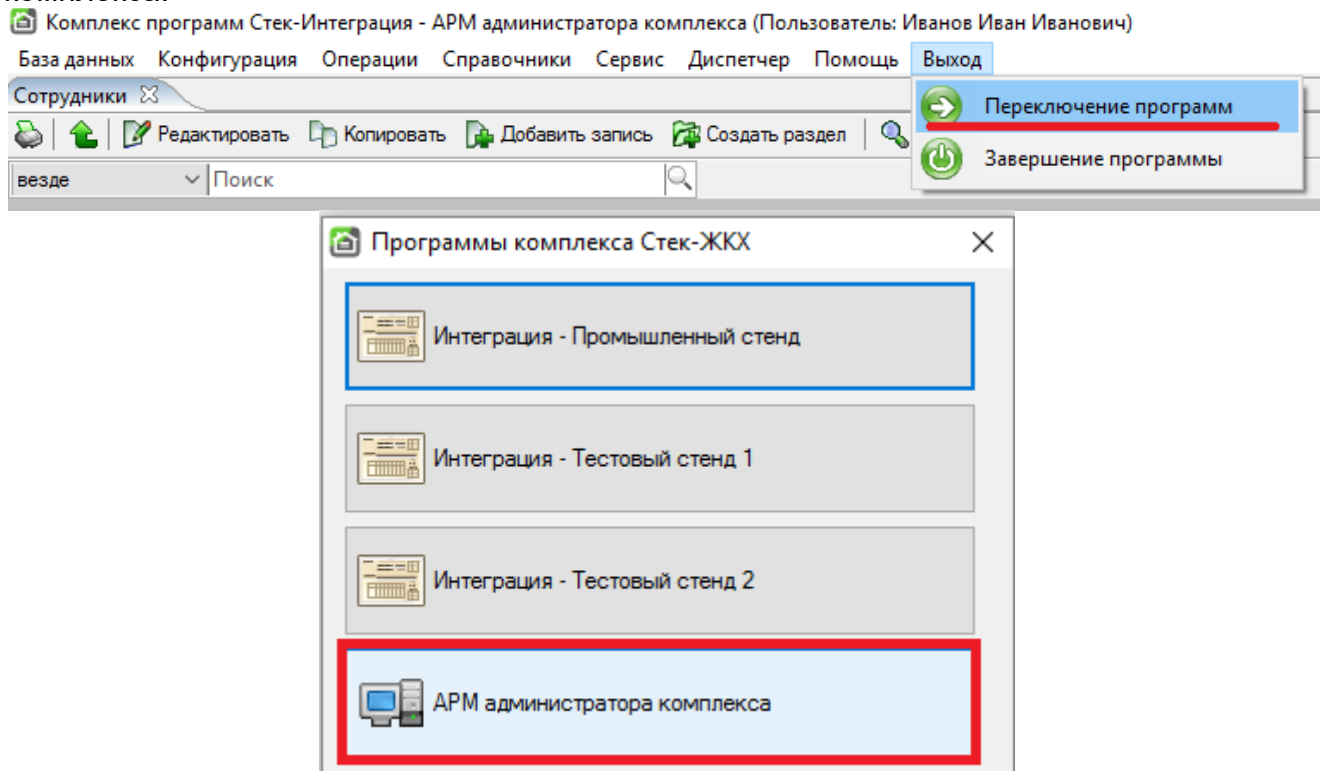 Комплекс программ Стек-Интеграция - АРМ администратора комплекса (Пользователь: Иванов Иван Иванович)
База данных Конфигурация Операции Справочники Сервис Диспетчер Помощь Выход
Сотрудники
Переключение программ
Редактировать Копировать Добавить запись Создать раздел
Завершение программы
везде Поиск
Программы комплекса Стек-ЖКХ
Интеграция - Промышленный стенд
Интеграция - Тестовый стенд 1
Интеграция - Тестовый стенд 2
АРМ администратора комплекса